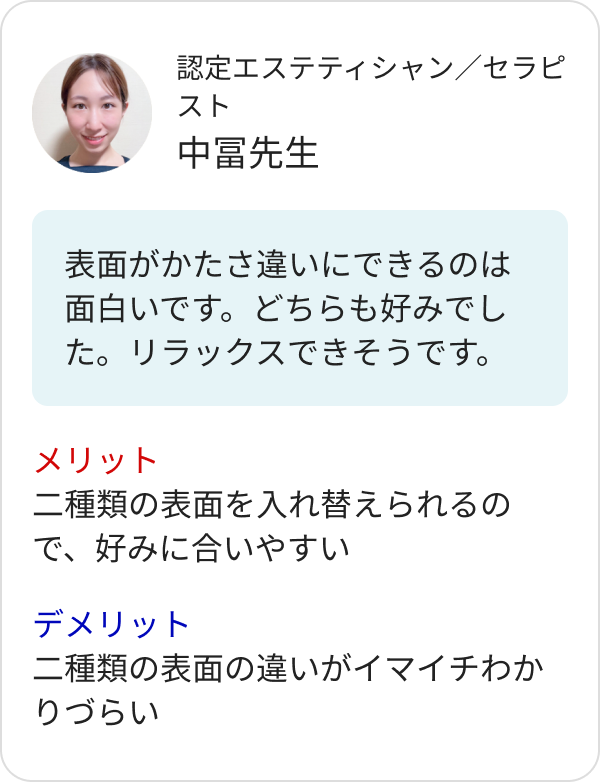 認定エステティシャン／セラピ
スト
中冨先生
表面がかたさ違いにできるのは
面白いです。どちらも好みでし
た。リラックスできそうです。
メリット
二種類の表面を入れ替えられるの
で、好みに合いやすい
デメリット
二種類の表面の違いがイマイチわか
りづらい